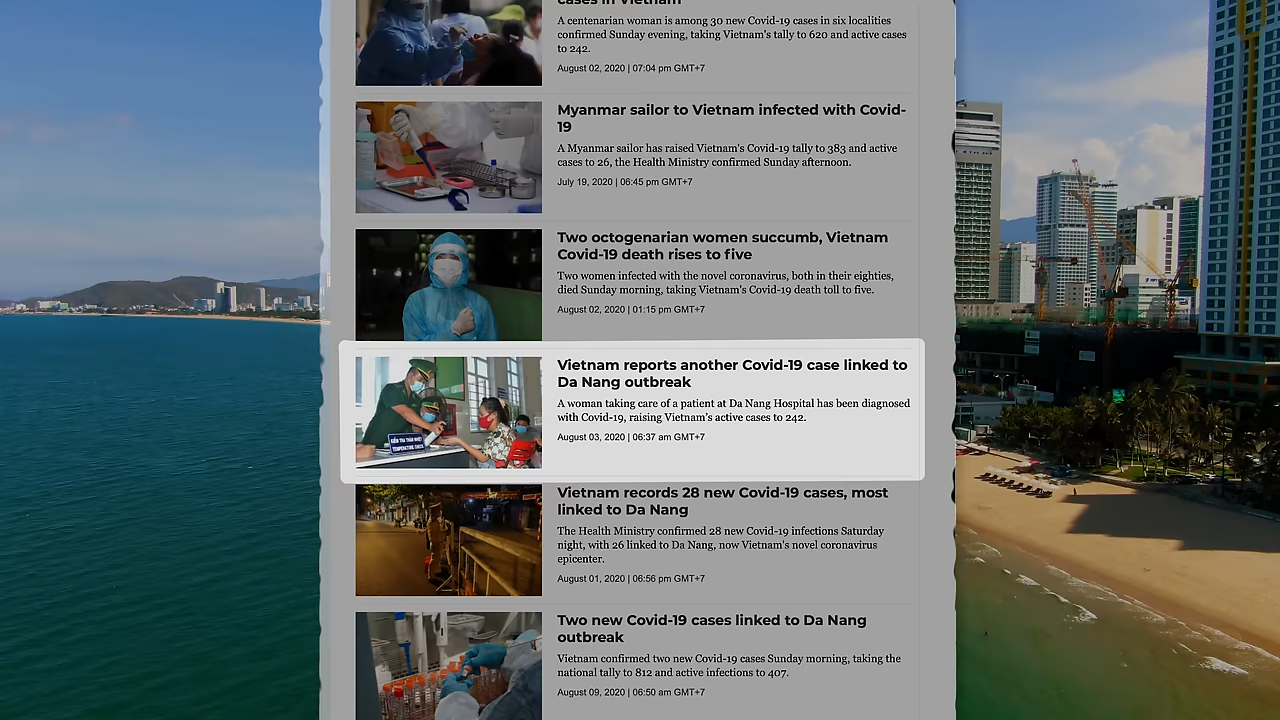 cases in Vietnam
A centenarian woman is among 30 new Covid-19 cases in six localities
confirmed Sunday evening, taking Vietnam's tally to 620 and active cases
to 242.
August 02, 2020 | 07:04 pm GMT+7
Myanmar sailor to Vietnam infected with Covid-
19
A Myanmar sailor has raised Vietnam's Covid-19 tally to 383 and active
cases to 26, the Health Ministry confirmed Sunday afternoon.
July 19, 2020 | 06:45 pm GMT+7
Two octogenarian women succumb, Vietnam
Covid-19 death rises to five
Two women infected with the novel coronavirus, both in their eighties,
died Sunday morning, taking Vietnam's Covid-19 death toll to five.
August 02, 2020 | 01:15 pm GMT+7
Vietnam reports another Covid-19 case linked to
Da Nang outbreak
A woman taking care of a patient at Da Nang Hospital has been diagnosed
with Covid-19, raising Vietnam's active cases to 242.
August 03, 2020 | 06:37 am GMT+7
KIỂM TRA THÂN NHIỆT
TEMPERATURE CHECK
Vietnam records 28 new Covid-19 cases, most
linked to Da Nang
The Health Ministry confirmed 28 new Covid-19 infections Saturday
night, with 26 linked to Da Nang, now Vietnam's novel coronavirus
epicenter.
August 01, 2020 | 06:56 pm GMT+7
Two new Covid-19 cases linked to Da Nang
outbreak
Vietnam confirmed two new Covid-19 cases Sunday morning, taking the
national tally to 812 and active infections to 407.
August 09, 2020 | 06:50 am GMT+7